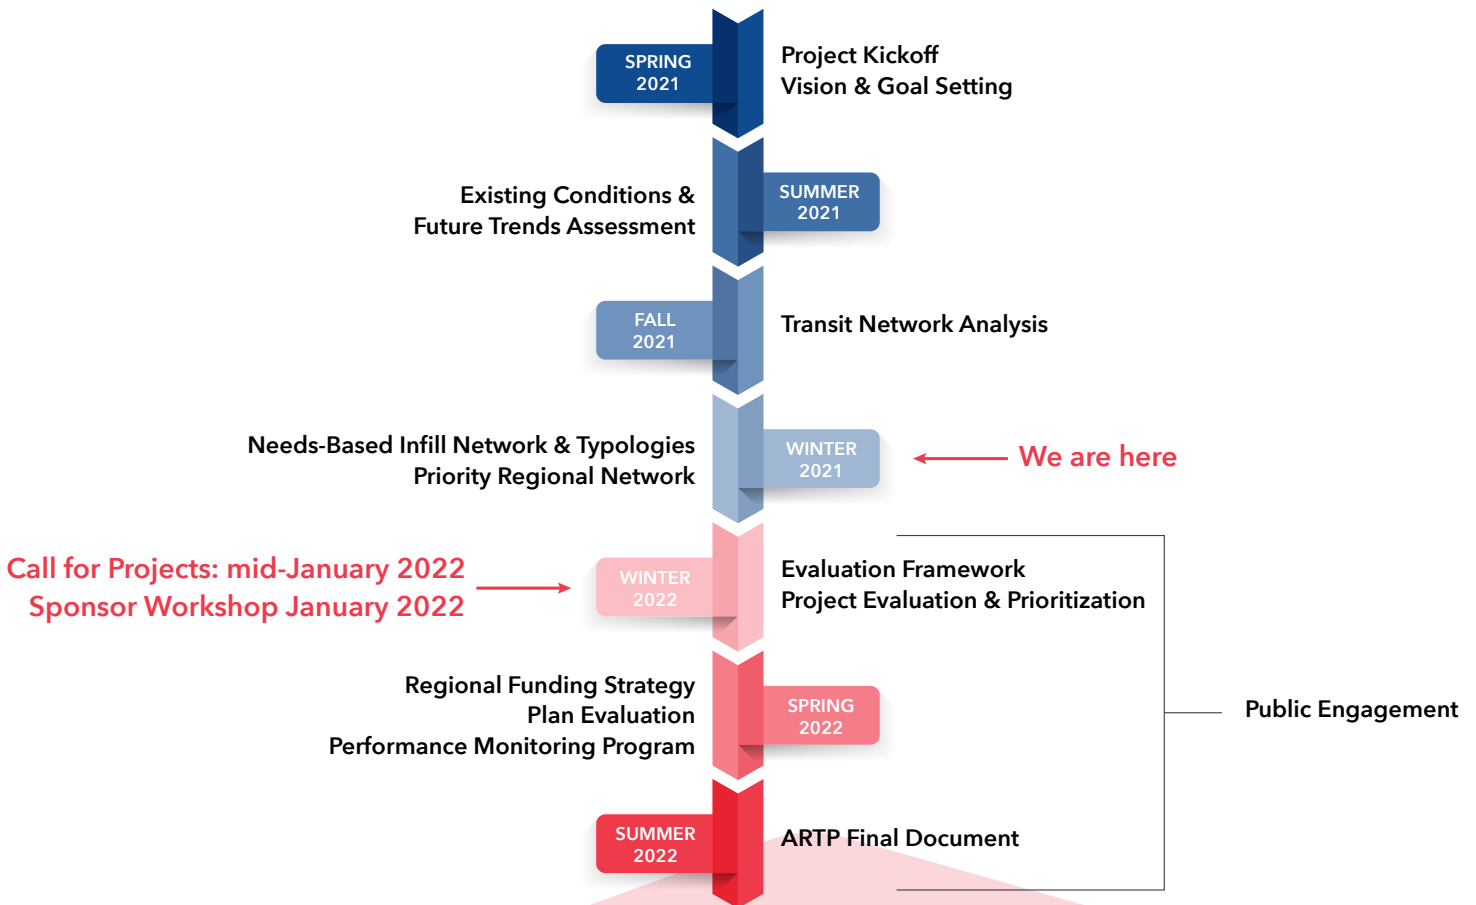 SPRING
2021
Project Kickoff
Vision & Goal Setting
Existing Conditions &
Future Trends Assessment
SUMMER
2021
FALL
2021
Transit Network Analysis
Needs-Based Infill Network & Typologies
Priority Regional Network
WINTER
2021
We are here
Call for Projects: mid-January 2022
Sponsor Workshop January 2022
WINTER
2022
Evaluation Framework
Project Evaluation & Prioritization
Regional Funding Strategy
Plan Evaluation
Performance Monitoring Program
SPRING
2022
Public Engagement
SUMMER
2022
ARTP Final Document